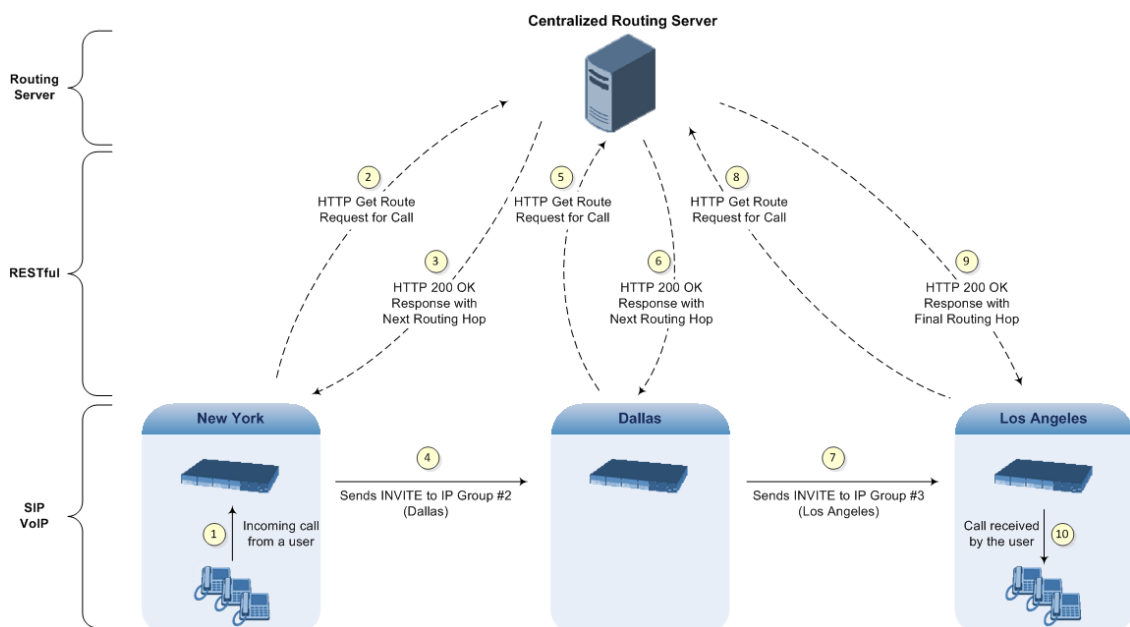 Centralized Routing Server
Routing
Server
2
HTTP Get Route
Request for Call
5
HTTP Get Route
Request for Call
8
HTTP Get Route
Request for Call
RESTful
3
HTTP 200 OK
Response with
Next Routing Hop
6
HTTP 200 OK
Response with
Next Routing Hop
9
HTTP 200 OK
Response with
Final Routing Hop
New York
Dallas
Los Angeles
4
Sends INVITE to IP Group #2
(Dallas)
7
Sends INVITE to IP Group #3
(Los Angeles)
SIP
VoIP
1
Incoming call
from a user
Call received
by the user
10